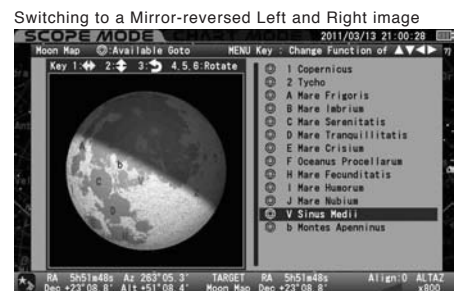 Switching to a Mirror-reversed Left and Right image
SCOPE MODE CHART MODE 2011/03/13 21:00:28
Moon Map ◎:Available Goto MENU Key : Change Function of ▲▼◀▶
Key 1:↔ 2:↕ 3:⮌ 4.5.6:Rotate
◎ 1 Copernicus
◎ 2 Tycho
◎ A Mare Frigoris
◎ B Mare Imbrium
◎ C Mare Serenitatis
◎ D Mare Tranquillitatis
◎ E Mare Crisium
◎ F Oceanus Procellarum
◎ H Mare Fecunditatis
◎ I Mare Humorum
◎ J Mare Nubium
◎ V Sinus Medii
◎ b Montes Apenninus
b
C
D
RA 5h51m48s Az 263°05.3' TARGET RA 5h51m48s Align:0 ALTAZ
Dec +23°08.8' Alt +51°08.4' Moon Map Dec +23°08.8' x800